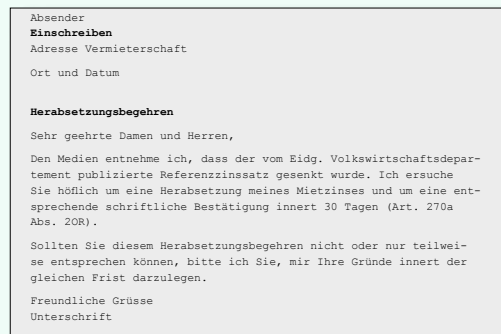 Absender
Einschreiben
Adresse Vermieterschaft
Ort und Datum
Herabsetzungsbegehren
Sehr geehrte Damen und Herren,
Den Medien entnehme ich, dass der vom Eidg. Volkswirtschaftsdepar-
tement publizierte Referenzzinssatz gesenkt wurde. Ich ersuche
Sie höflich um eine Herabsetzung meines Mietzinses und um eine ent-
sprechende schriftliche Bestätigung innert 30 Tagen (Art. 270a
Abs. 2OR).
Sollten Sie diesem Herabsetzungsbegehren nicht oder nur teilwei-
se entsprechen können, bitte ich Sie, mir Ihre Gründe innert der
gleichen Frist darzulegen.
Freundliche Grüsse
Unterschrift